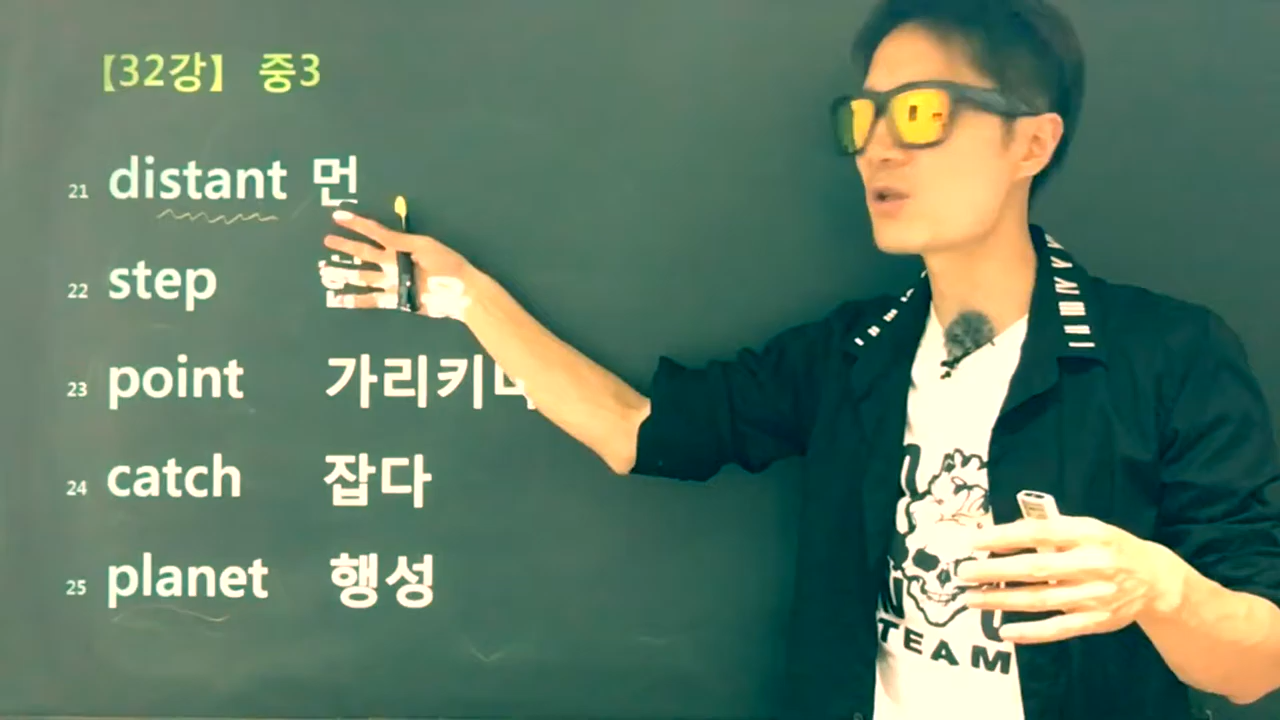 【32강】 중3
21 distant 먼
22 step
23 point 가리키다
24 catch 잡다
25 planet 행성
TEAM